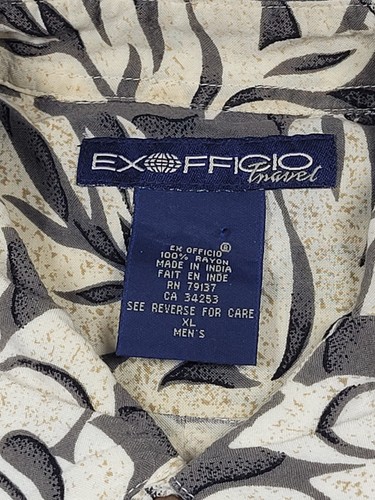 EXOFFICIO
travel
EX OFFICIO®
100% RAYON
MADE IN INDIA
FAIT EN INDE
RN 79137
CA 34253
SEE REVERSE FOR CARE
XL
MEN'S